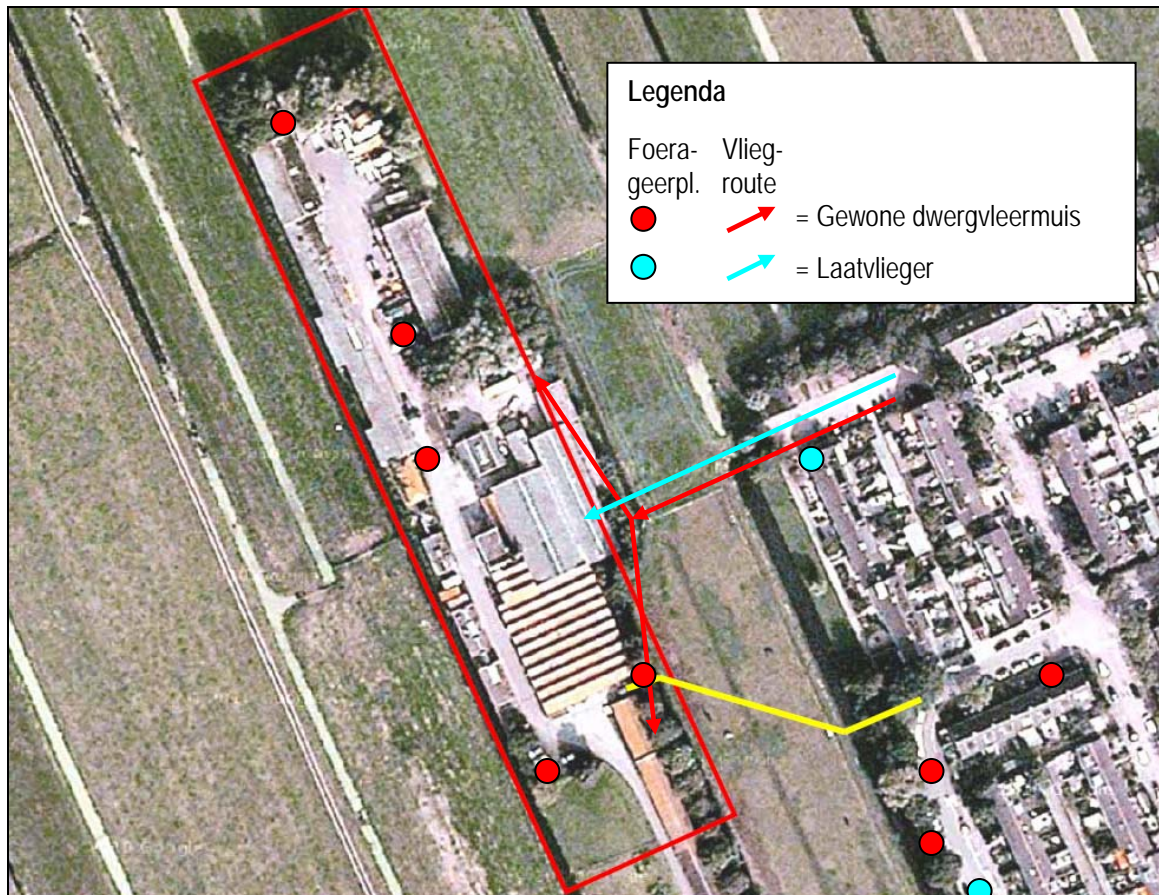 Legenda
Foera- Vlieg-
geerpl. route
= Gewone dwergvleermuis
= Laatvlieger